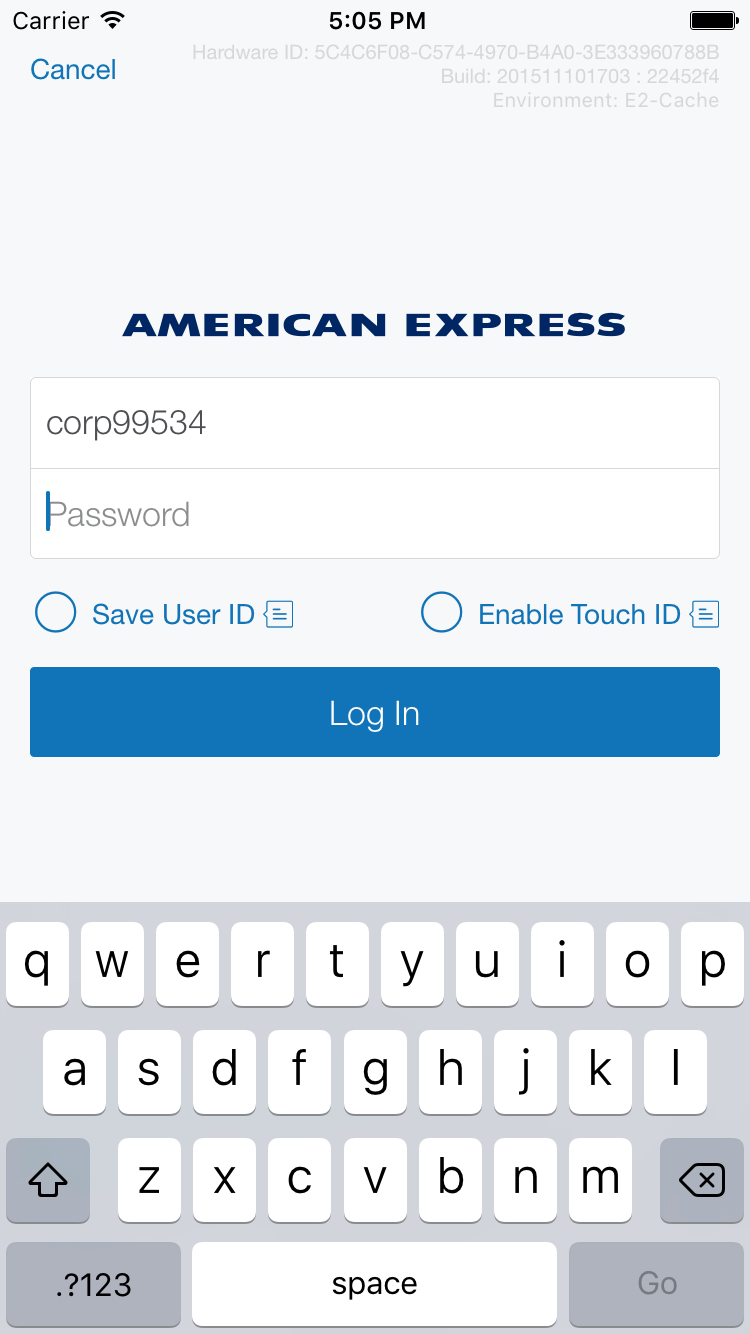 Carrier 5:05 PM
Hardware ID: 5C4C6F08-C574-4970-B4A0-3E333960788B
Cancel
Build: 201511101703 : 22452f4
Environment: E2-Cache
AMERICAN EXPRESS
corp99534
Password
Save User ID Enable Touch ID
Log In
q w e r t y u i o p
a s d f g h j k l
z x c v b n m
.?123 space Go